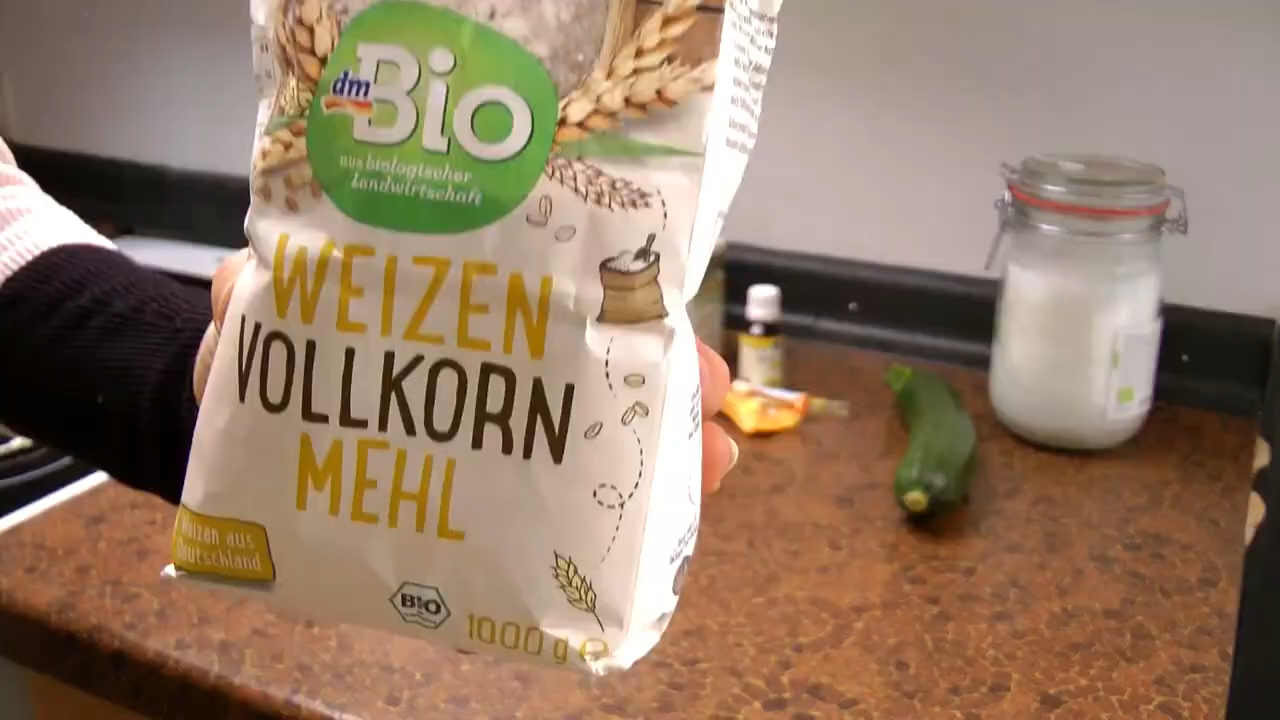 dm
Bio
aus biologischer
Landwirtschaft
WEIZEN
VOLLKORN
MEHL
Weizen aus
Deutschland
BIO
1000 g e